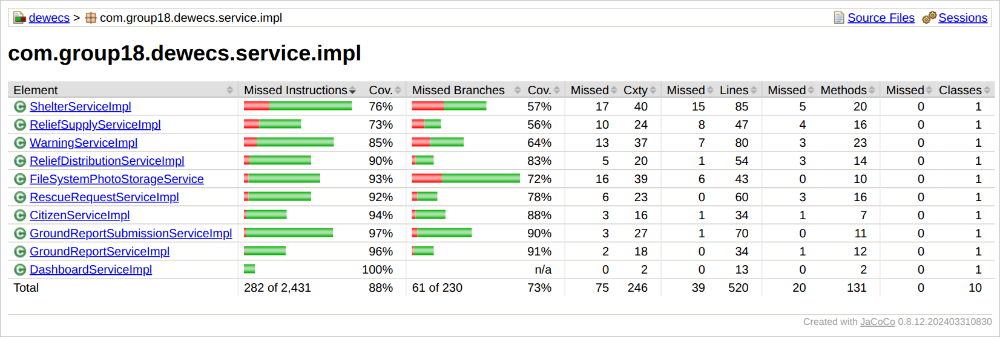 dewecs > com.group18.dewecs.service.impl Source Files Sessions
com.group18.dewecs.service.impl
Element Missed Instructions Cov. Missed Branches Cov. Missed Cxty Missed Lines Missed Methods Missed Classes
ShelterServiceImpl 76% 57% 17 40 15 85 5 20 0 1
ReliefSupplyServiceImpl 73% 56% 10 24 8 47 4 16 0 1
WarningServiceImpl 85% 64% 13 37 7 80 3 23 0 1
ReliefDistributionServiceImpl 90% 83% 5 20 1 54 3 14 0 1
FileSystemPhotoStorageService 93% 72% 16 39 6 43 0 10 0 1
RescueRequestServiceImpl 92% 78% 6 23 0 60 3 16 0 1
CitizenServiceImpl 94% 88% 3 16 1 34 1 7 0 1
GroundReportSubmissionServiceImpl 97% 90% 3 27 1 70 0 11 0 1
GroundReportServiceImpl 96% 91% 2 18 0 34 1 12 0 1
DashboardServiceImpl 100% n/a 0 2 0 13 0 2 0 1
Total 282 of 2,431 88% 61 of 230 73% 75 246 39 520 20 131 0 10
Created with JaCoCo 0.8.12.202403310830